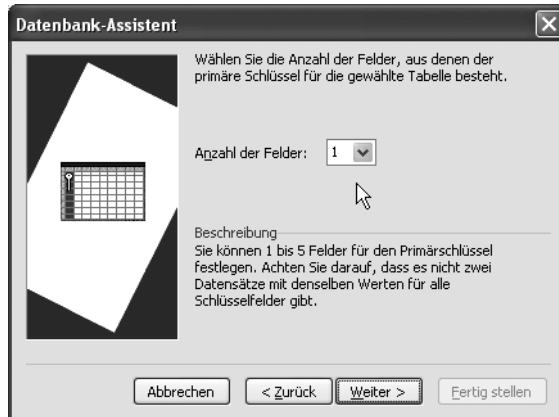 Datenbank-Assistent
Wählen Sie die Anzahl der Felder, aus denen der
primäre Schlüssel für die gewählte Tabelle besteht.
Anzahl der Felder: 1
Beschreibung
Sie können 1 bis 5 Felder für den Primärschlüssel
festlegen. Achten Sie darauf, dass es nicht zwei
Datensätze mit denselben Werten für alle
Schlüsselfelder gibt.
Abbrechen < Zurück Weiter > Fertig stellen